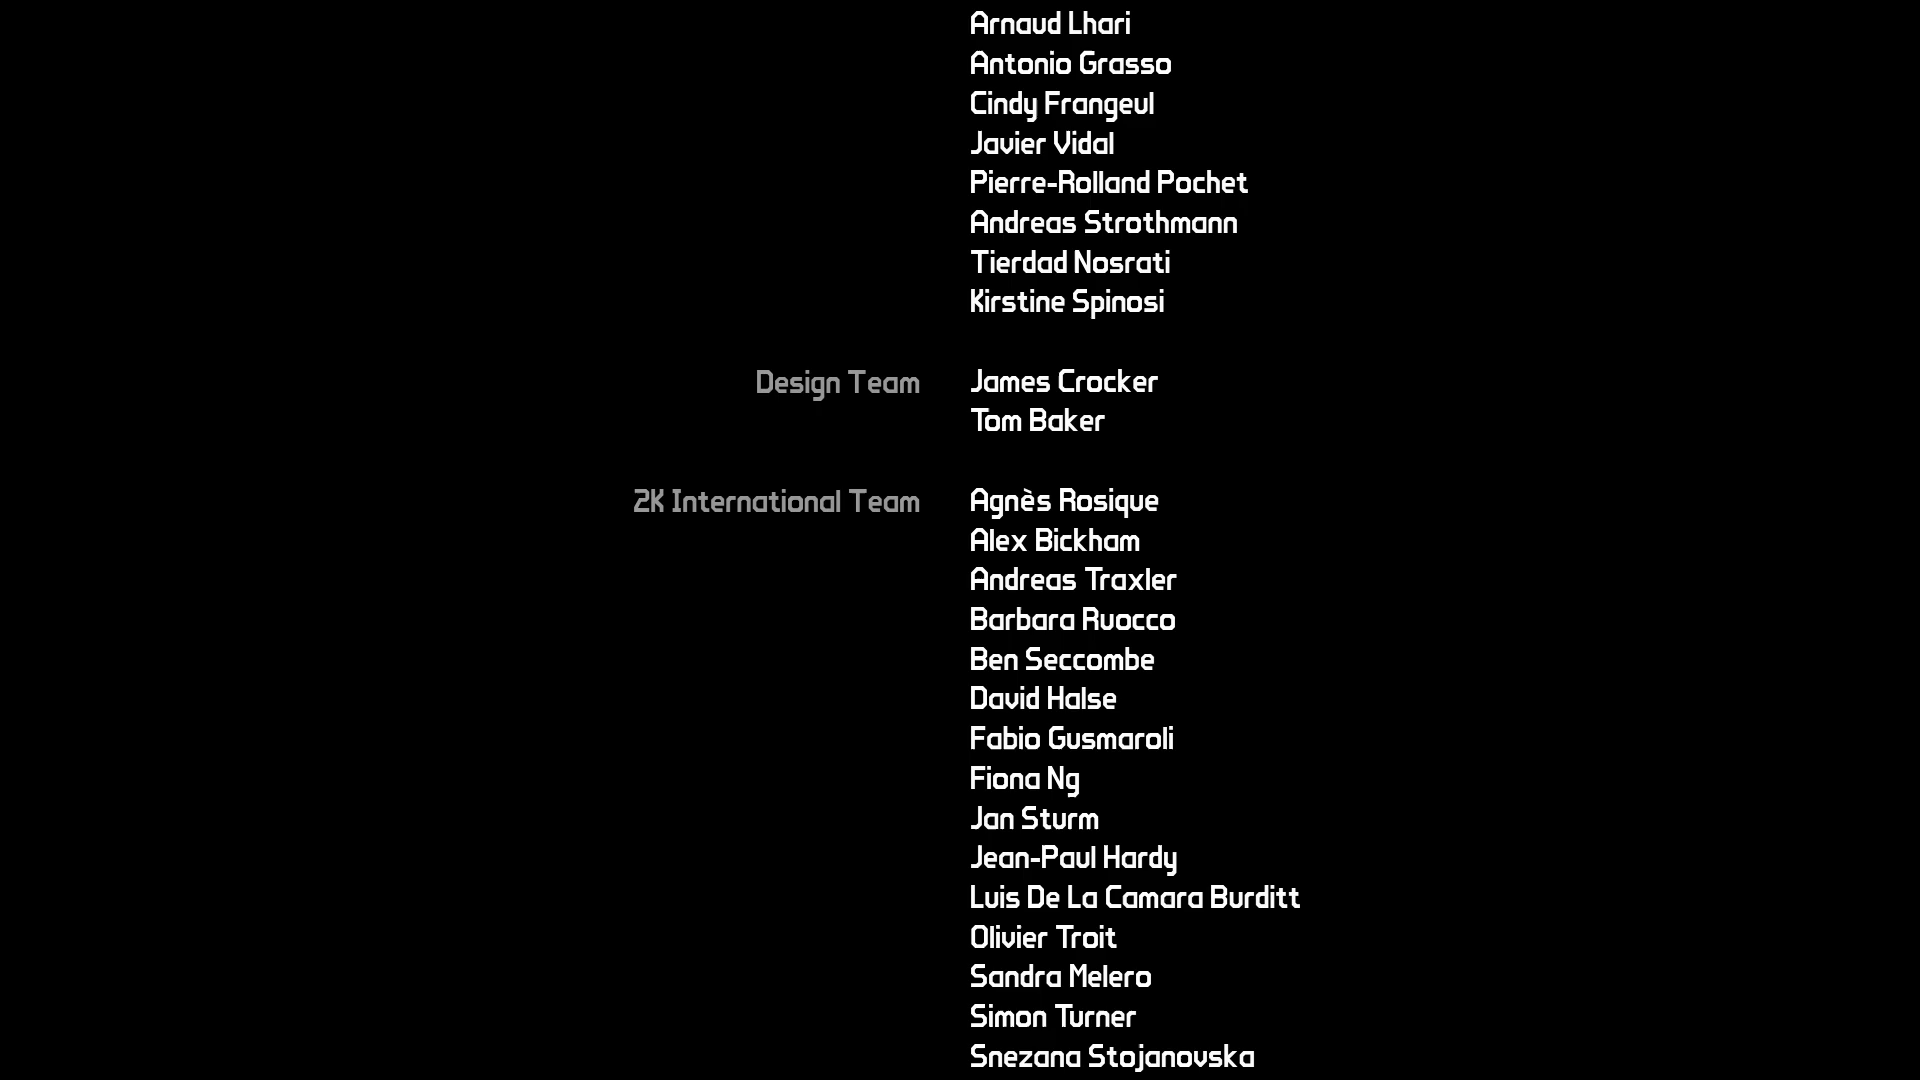 Arnaud Lhari
Antonio Grasso
Cindy Frangeul
Javier Vidal
Pierre-Rolland Pochet
Andreas Strothmann
Tierdad Nosrati
Kirstine Spinosi
Design Team James Crocker
Tom Baker
2K International Team Agnès Rosique
Alex Bickham
Andreas Traxler
Barbara Ruocco
Ben Seccombe
David Halse
Fabio Gusmaroli
Fiona Ng
Jan Sturm
Jean-Paul Hardy
Luis De La Camara Burditt
Olivier Troit
Sandra Melero
Simon Turner
Snezana Stojanovska